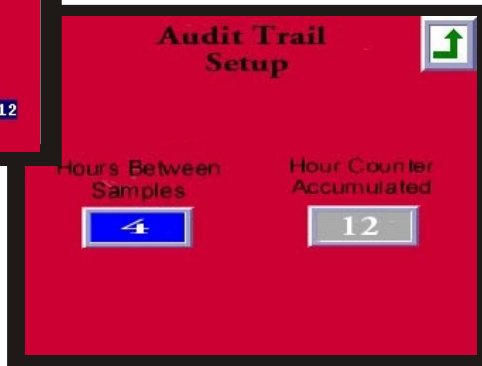 12
Audit Trail
Setup
Hours Between
Samples
Hour Counter
Accumulated
4
12